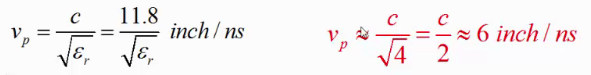 v_p = c/√ε_r = 11.8/√ε_r inch / ns
v_p ≈ c/√4 = c/2 ≈ 6 inch / ns